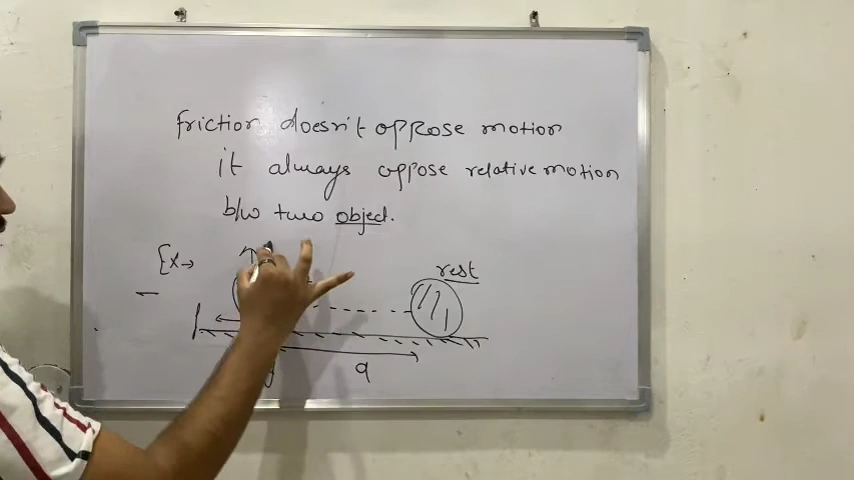 friction doesn't oppose motion
it always oppose relative motion
b/w two object.
Ex→
rest
f
a